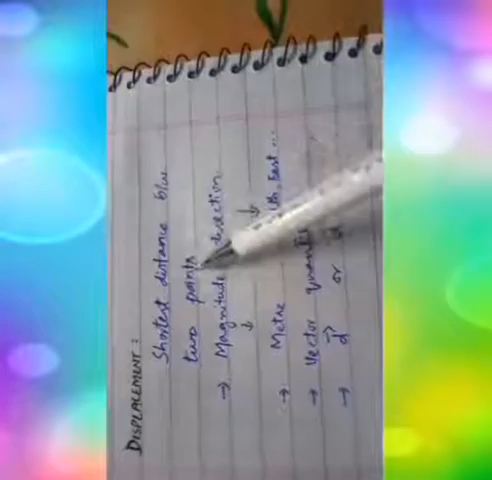 DISPLACEMENT:
Shortest distance b/w
two points
→ Magnitude direction
↓ ↓
→ Metre
→ Vector
→ d⃗ or